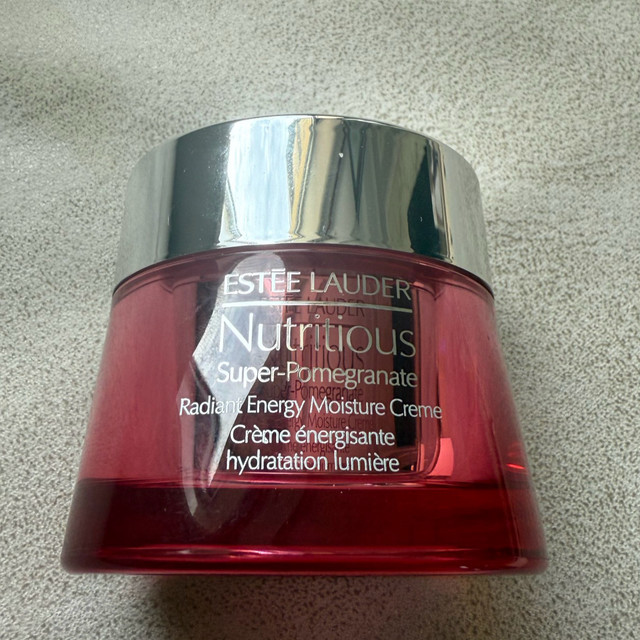 ESTĒE LAUDER
Nutritious
Super-Pomegranate
Radiant Energy Moisture Creme
Crème énergisante
hydratation lumière